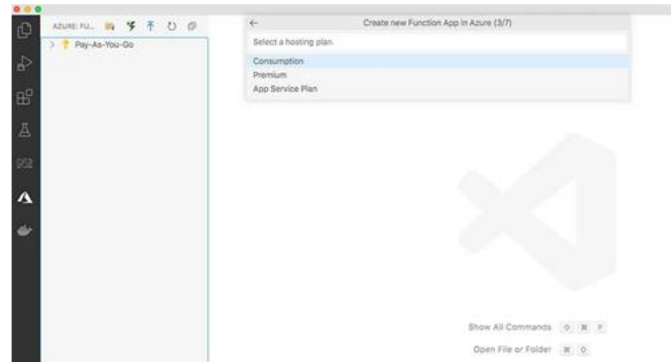 AZURE: FU...
Pay-As-You-Go
Create new Function App in Azure (3/7)
Select a hosting plan.
Consumption
Premium
App Service Plan
Show All Commands ⇧ ⌘ P
Open File or Folder ⌘ O